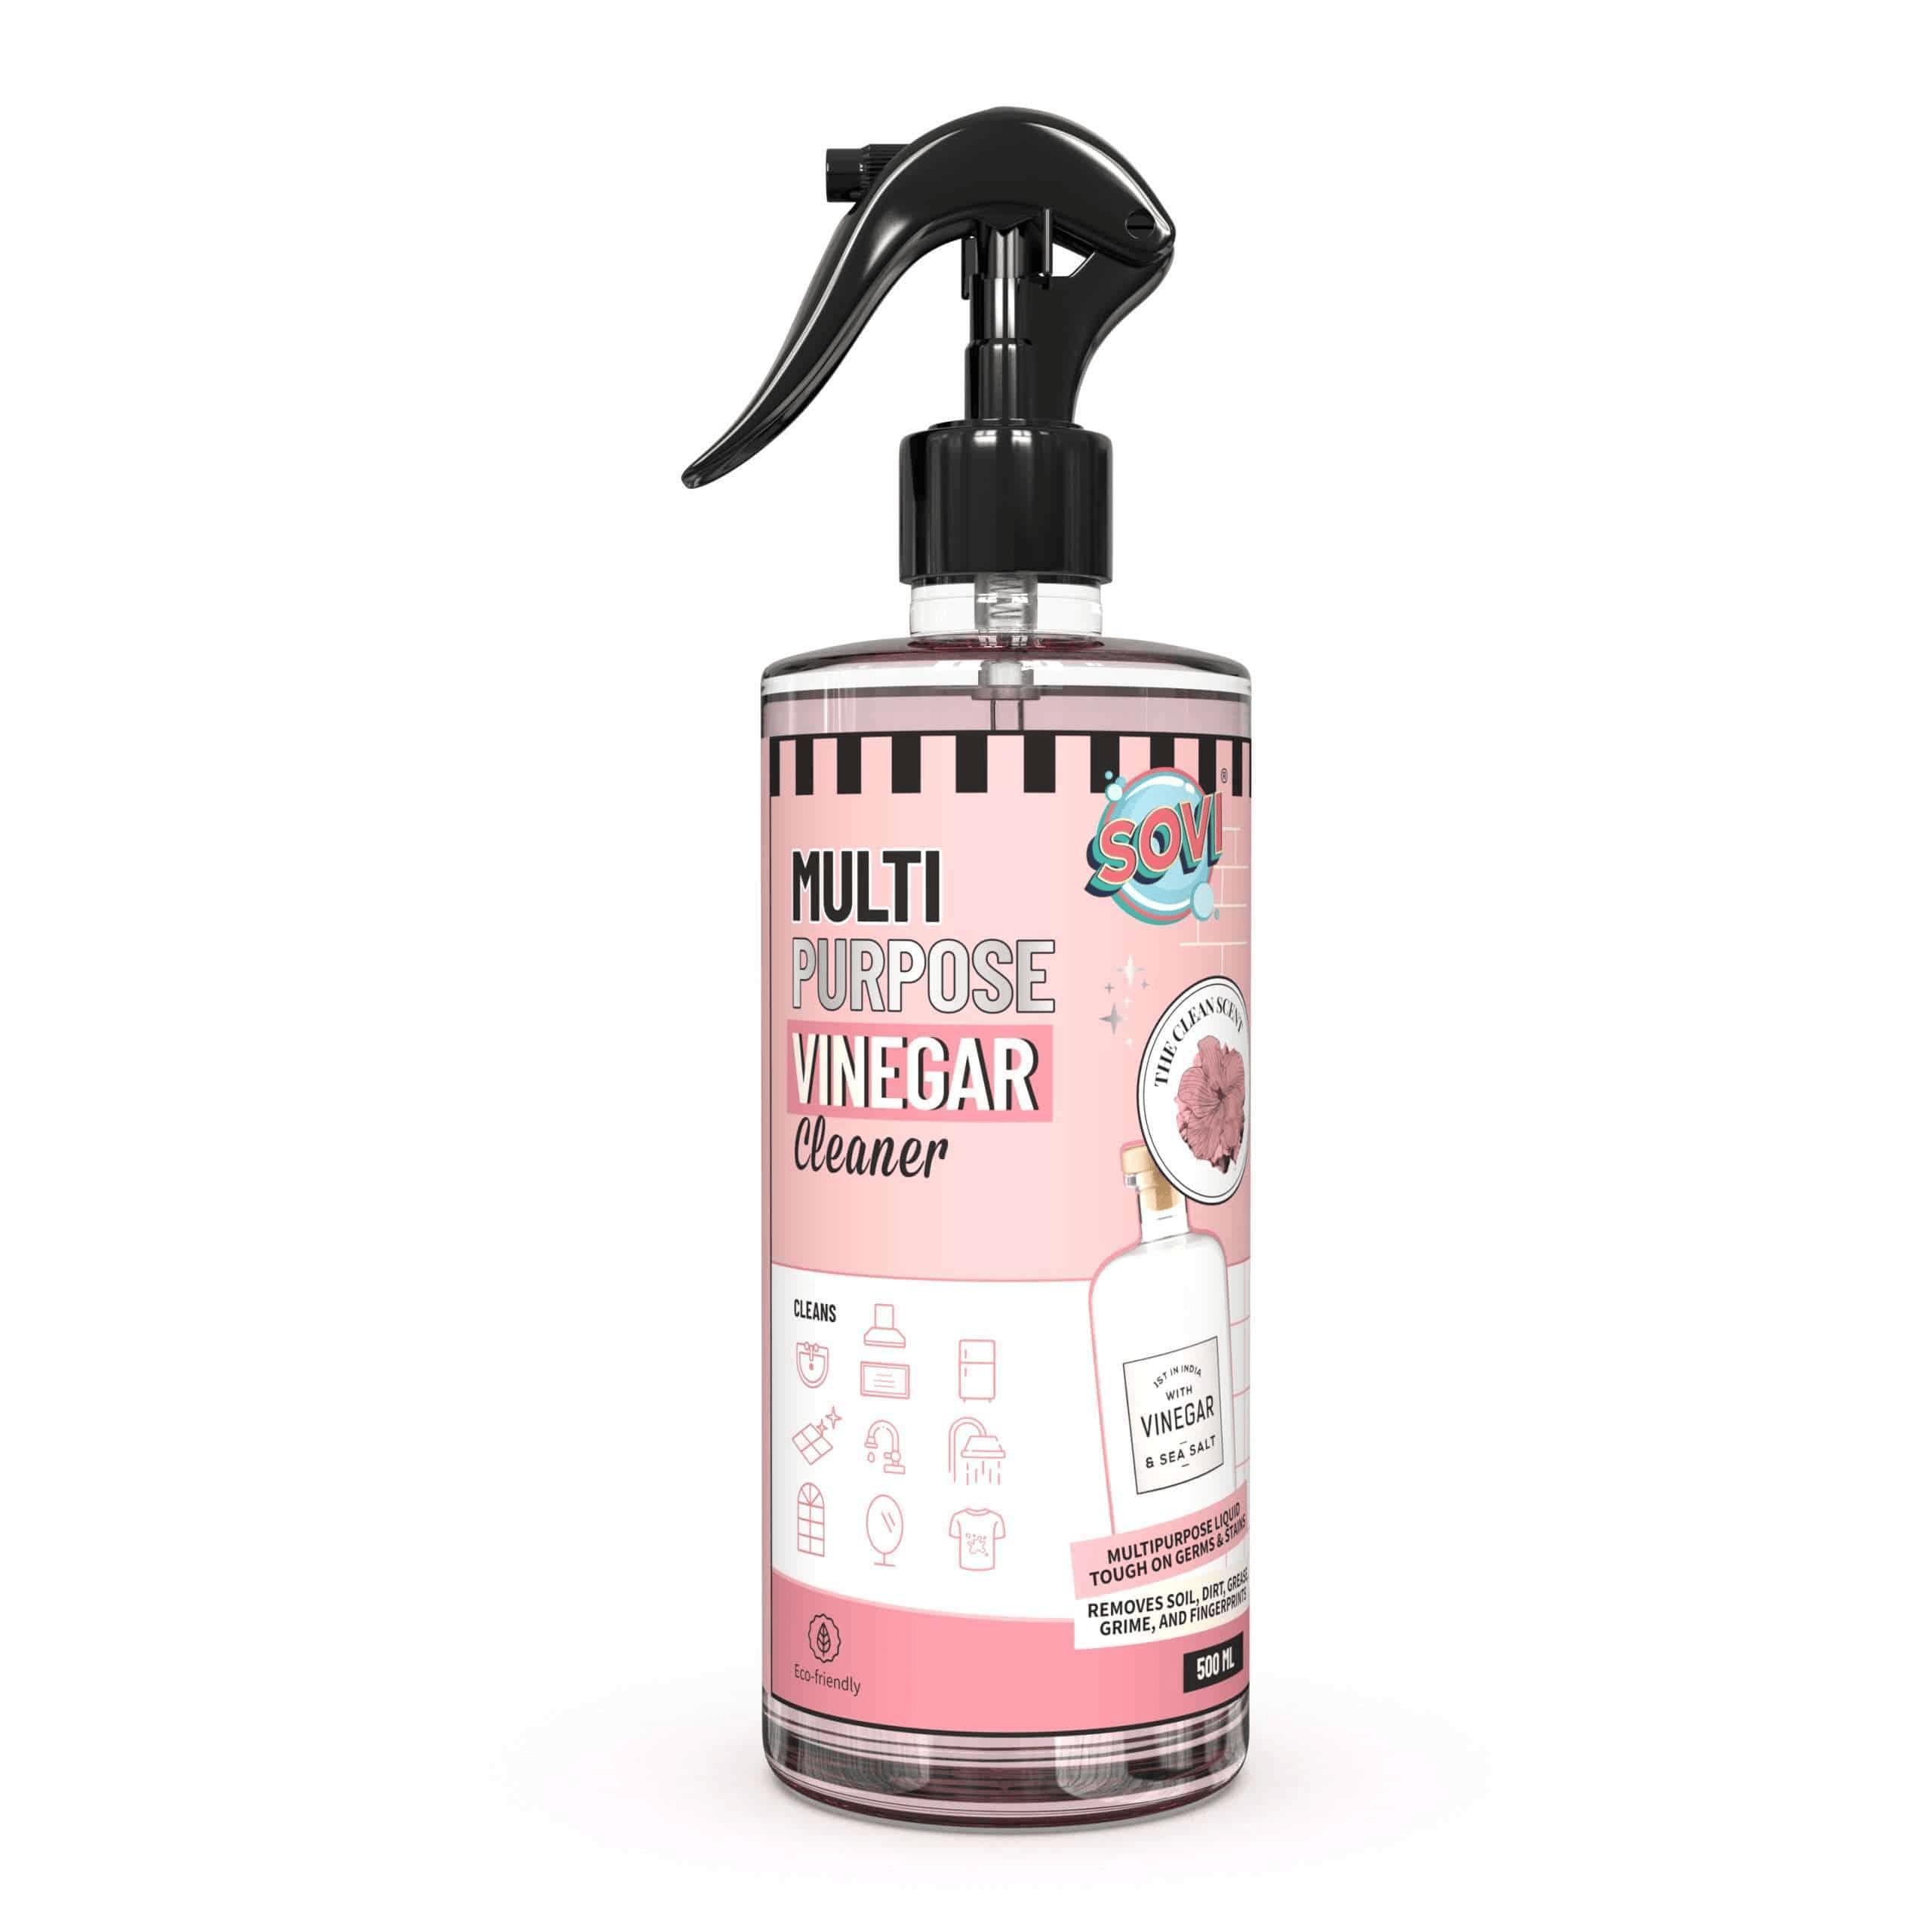 SOVI
®
MULTI
PURPOSE
VINEGAR
Cleaner
THE CLEAN SCENT
CLEANS
1ST IN INDIA
WITH
VINEGAR
& SEA SALT
MULTIPURPOSE LIQUID
TOUGH ON GERMS & STAINS
REMOVES SOIL, DIRT, GREASE,
GRIME, AND FINGERPRINTS
500 ML
Eco-friendly